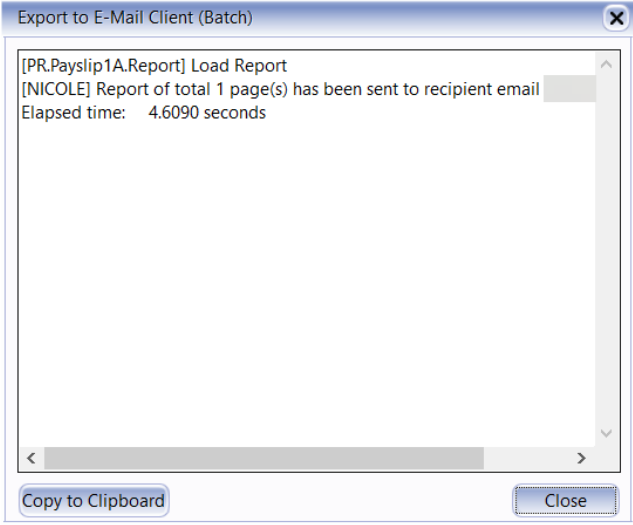 Export to E-Mail Client (Batch)
[PR.Payslip1A.Report] Load Report
[NICOLE] Report of total 1 page(s) has been sent to recipient email
Elapsed time: 4.6090 seconds
Copy to Clipboard
Close